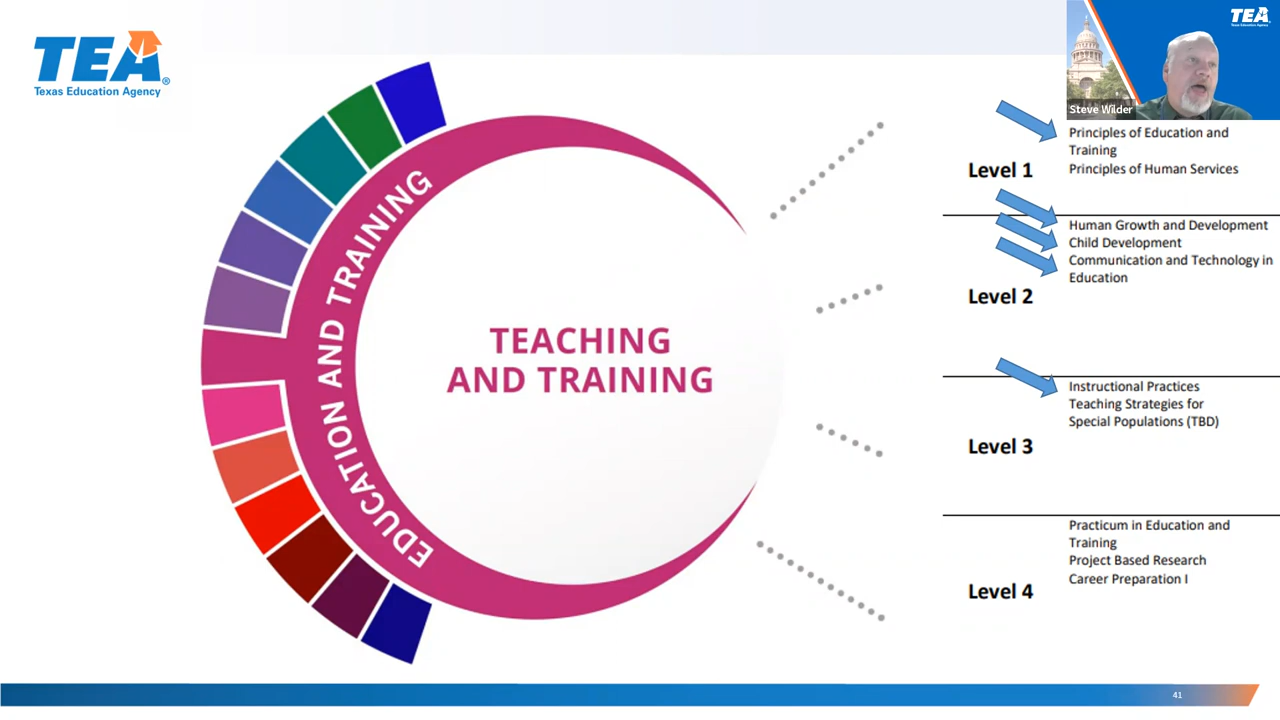 TEA
®
Texas Education Agency
EDUCATION AND TRAINING
TEACHING
AND TRAINING
TEA
Texas Education Agency
Steve Wilder
Level 1
Principles of Education and
Training
Principles of Human Services
Level 2
Human Growth and Development
Child Development
Communication and Technology in
Education
Level 3
Instructional Practices
Teaching Strategies for
Special Populations (TBD)
Level 4
Practicum in Education and
Training
Project Based Research
Career Preparation I
41